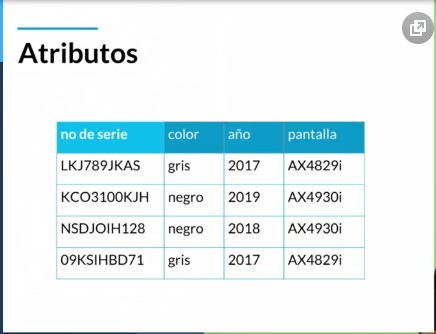 Atributos
no de serie color año pantalla
LKJ789JKAS gris 2017 AX4829i
KCO3100KJH negro 2019 AX4930i
NSDJOIH128 negro 2018 AX4930i
09KSIHBD71 gris 2017 AX4829i